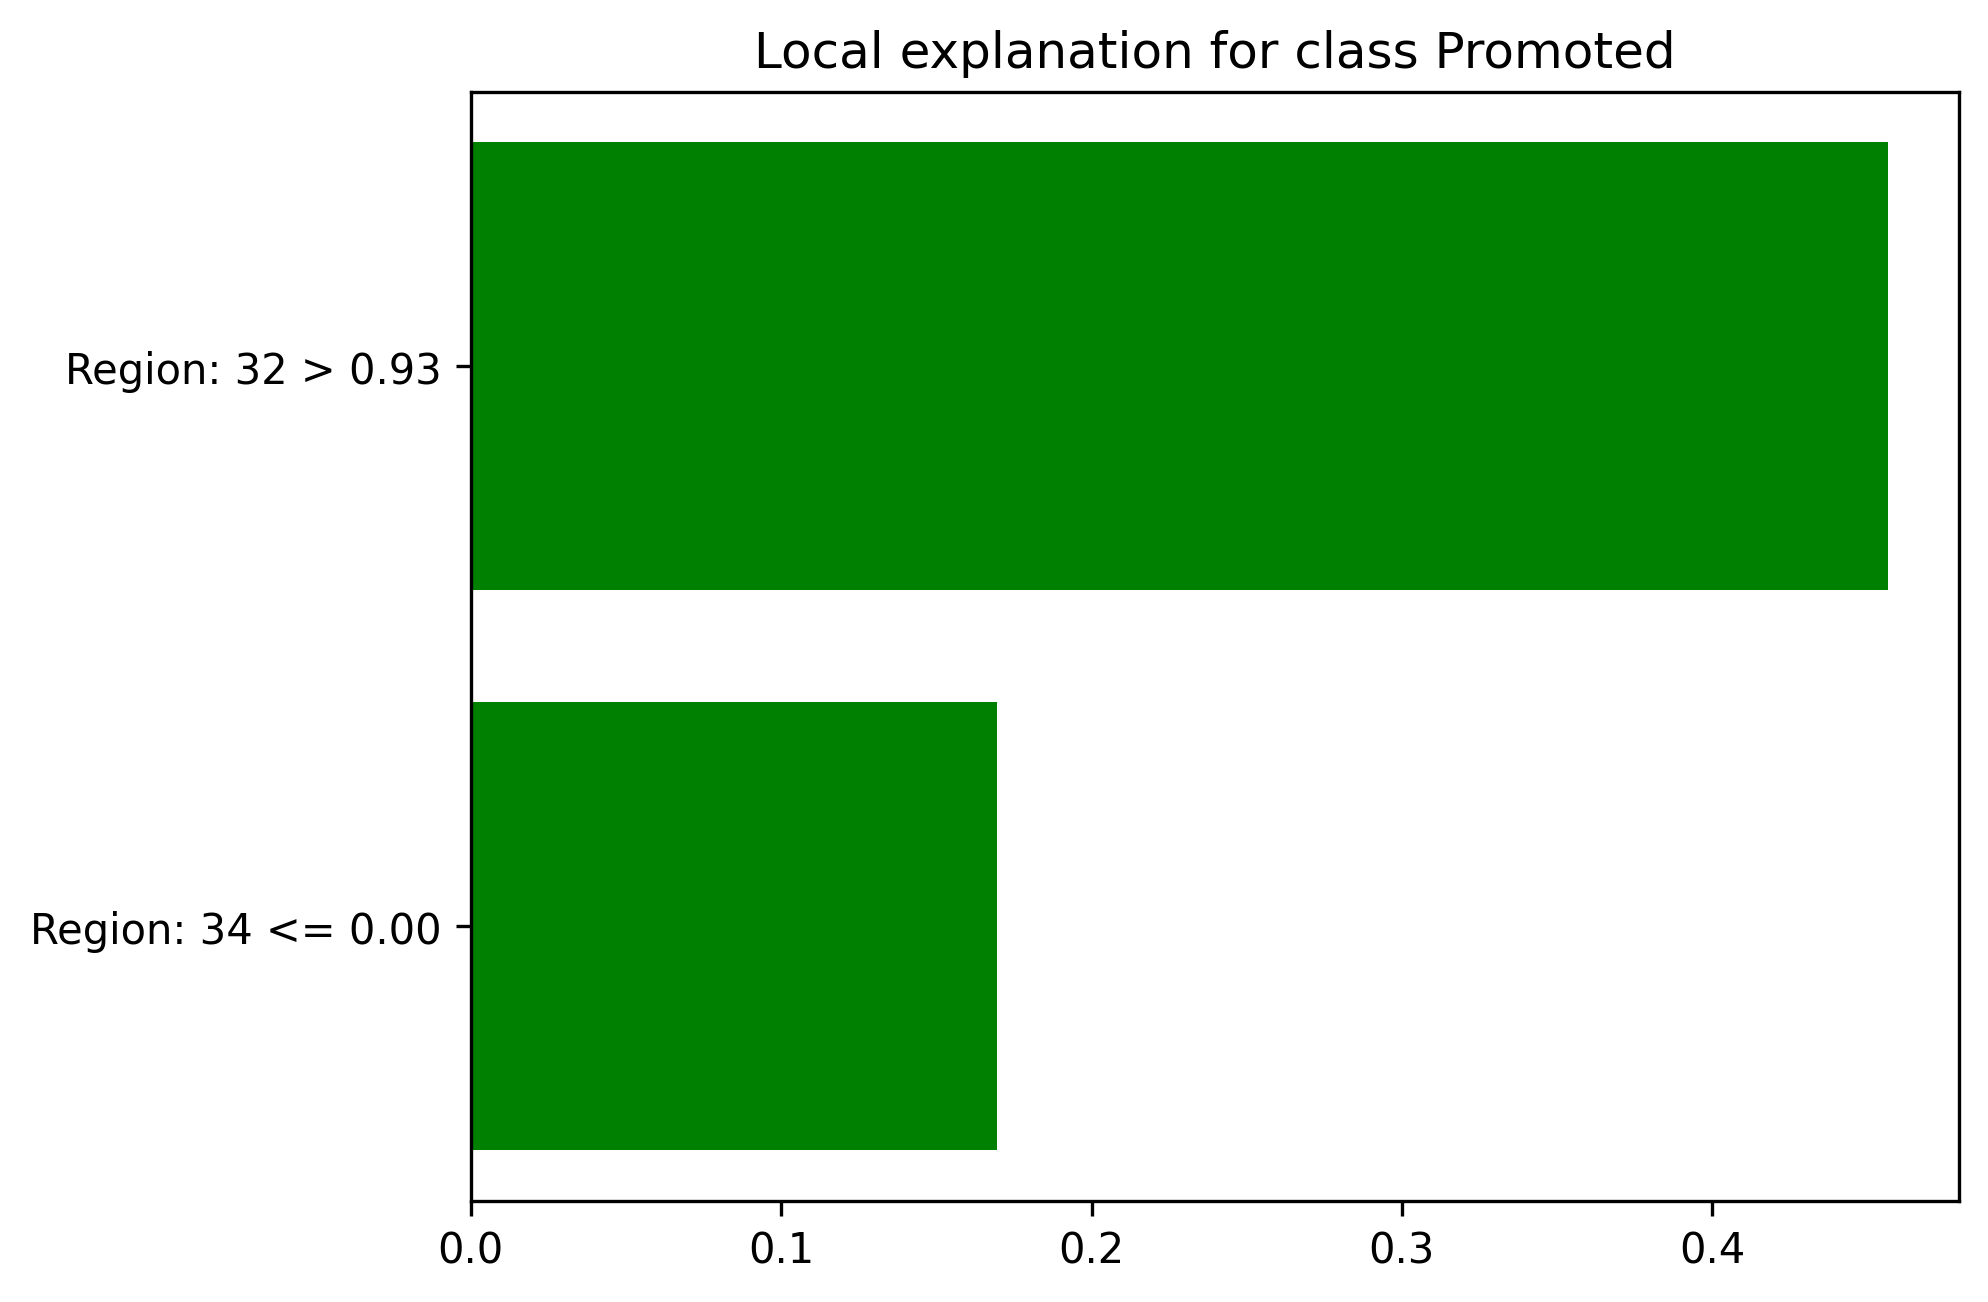 Local explanation for class Promoted
Region: 32 > 0.93
Region: 34 <= 0.00
0.0 0.1 0.2 0.3 0.4